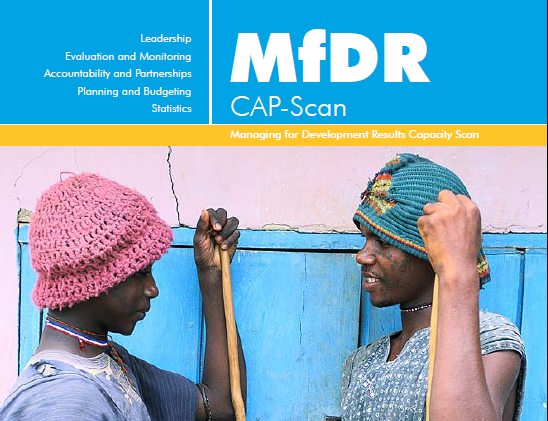 Leadership
Evaluation and Monitoring
Accountability and Partnerships
Planning and Budgeting
Statistics
MfDR
CAP-Scan
Managing for Development Results Capacity Scan